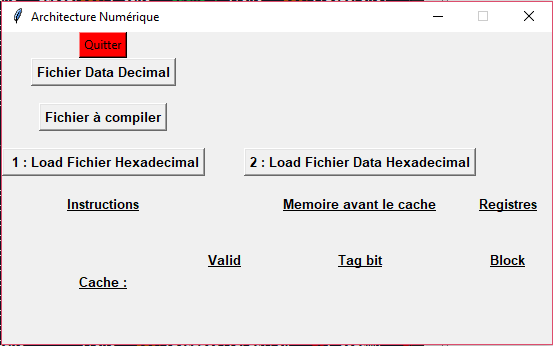 Architecture Numérique
Quitter
Fichier Data Decimal
Fichier à compiler
1 : Load Fichier Hexadecimal
2 : Load Fichier Data Hexadecimal
Instructions
Memoire avant le cache
Registres
Valid
Tag bit
Block
Cache :